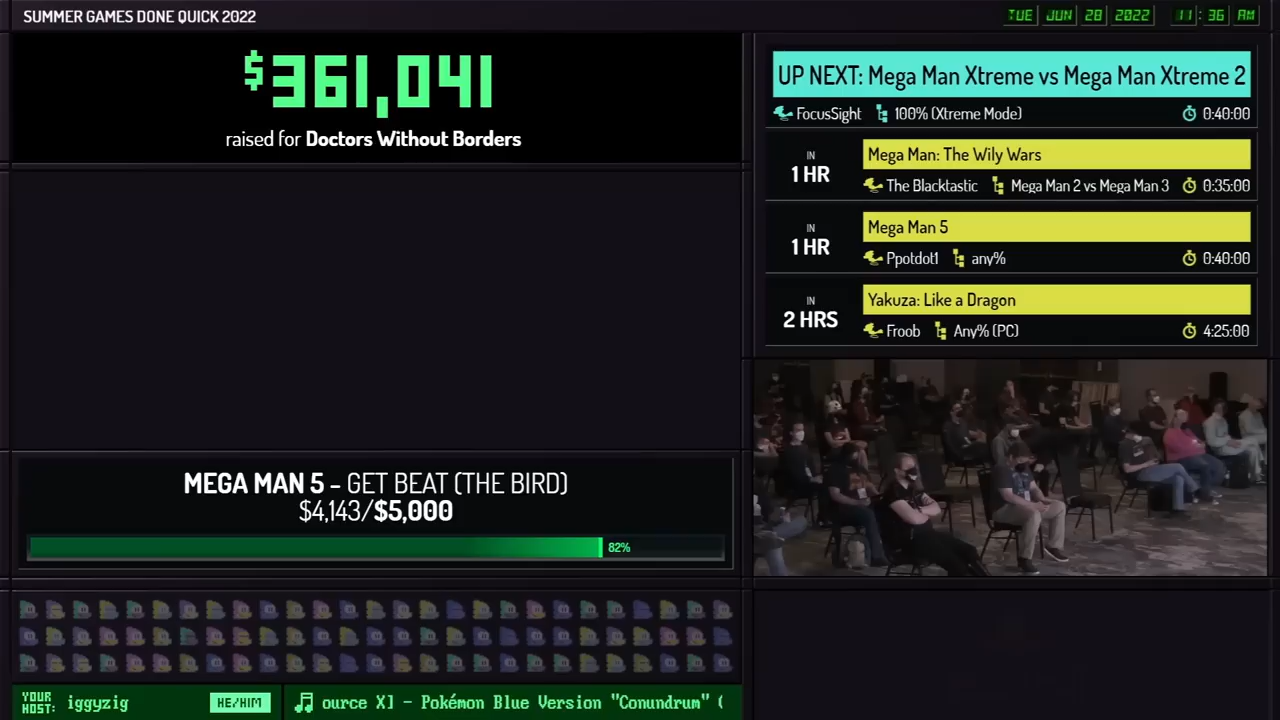 SUMMER GAMES DONE QUICK 2022
TUE JUN 28 2022 11:36 AM
$361,041
raised for Doctors Without Borders
UP NEXT: Mega Man Xtreme vs Mega Man Xtreme 2
FocusSight 100% (Xtreme Mode) 0:40:00
IN
1 HR
Mega Man: The Wily Wars
The Blacktastic Mega Man 2 vs Mega Man 3 0:35:00
IN
1 HR
Mega Man 5
Ppotdot1 any% 0:40:00
IN
2 HRS
Yakuza: Like a Dragon
Froob Any% (PC) 4:25:00
MEGA MAN 5 - GET BEAT (THE BIRD)
$4,143/$5,000
82%
YOUR
HOST: iggyzig HE/HIM
ource X] - Pokémon Blue Version "Conundrum" (